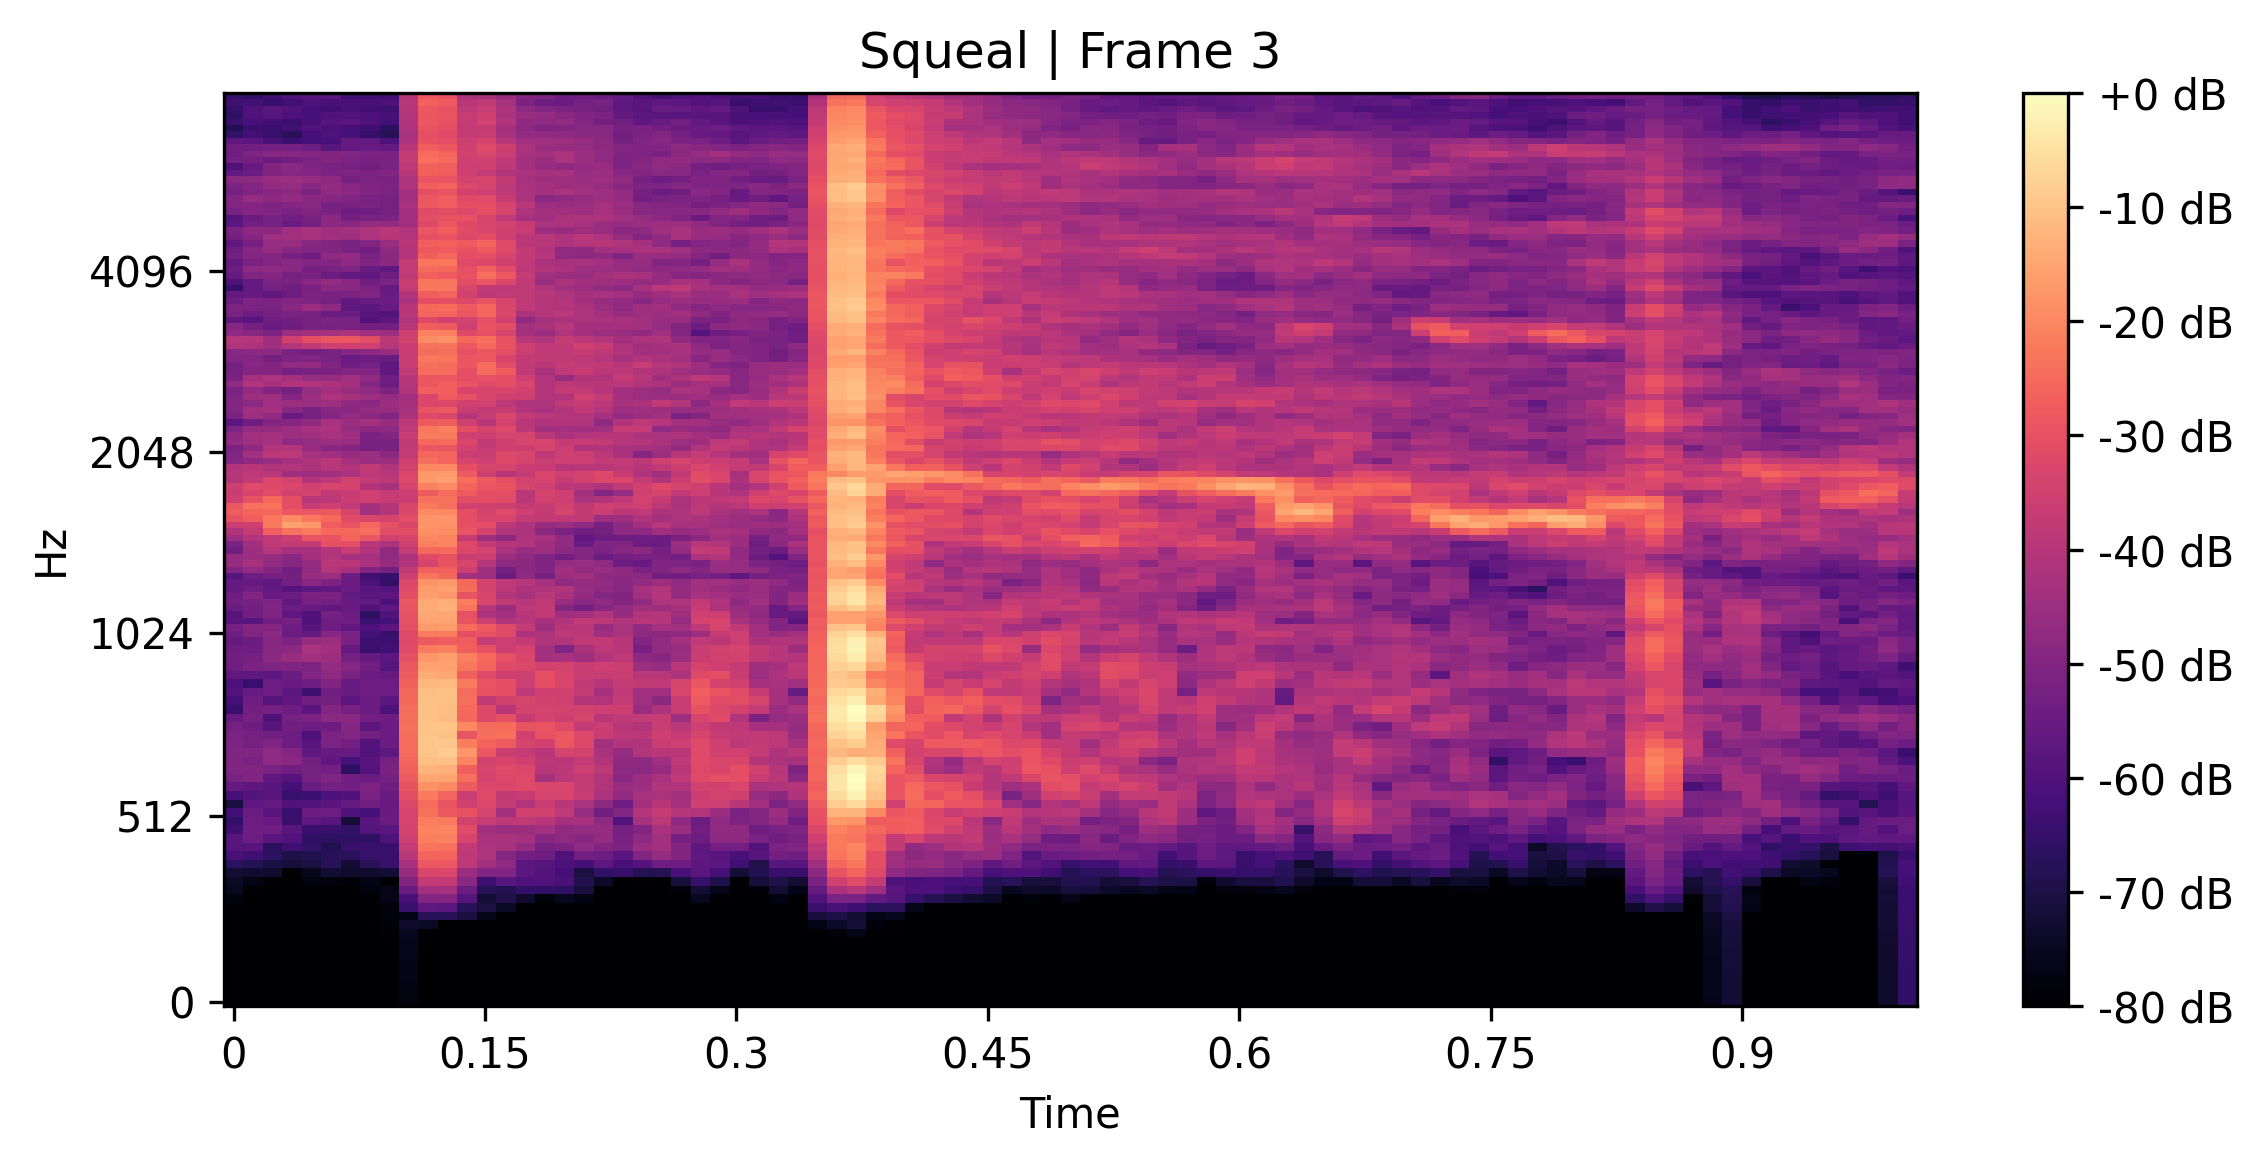 Squeal | Frame 3
Hz
4096
2048
1024
512
0
0 0.15 0.3 0.45 0.6 0.75 0.9
Time
+0 dB
-10 dB
-20 dB
-30 dB
-40 dB
-50 dB
-60 dB
-70 dB
-80 dB